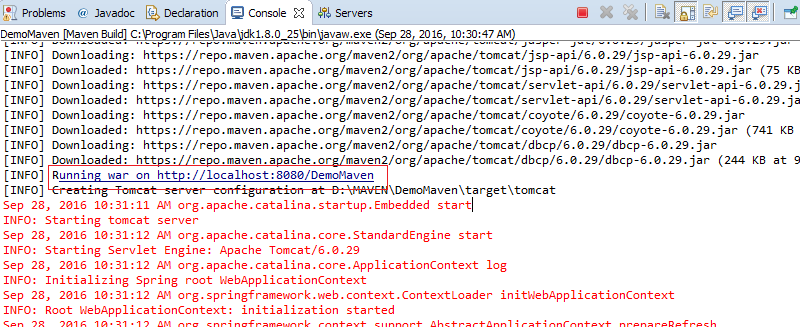 Problems @ Javadoc Declaration Console Servers
DemoMaven [Maven Build] C:\Program Files\Java\jdk1.8.0_25\bin\javaw.exe (Sep 28, 2016, 10:30:47 AM)
[INFO] Downloading: https://repo.maven.apache.org/maven2/org/apache/tomcat/jsp-api/6.0.29/jsp-api-6.0.29.jar
[INFO] Downloaded: https://repo.maven.apache.org/maven2/org/apache/tomcat/jsp-api/6.0.29/jsp-api-6.0.29.jar (75 KB
[INFO] Downloading: https://repo.maven.apache.org/maven2/org/apache/tomcat/servlet-api/6.0.29/servlet-api-6.0.29.jar
[INFO] Downloaded: https://repo.maven.apache.org/maven2/org/apache/tomcat/servlet-api/6.0.29/servlet-api-6.0.29.jar
[INFO] Downloading: https://repo.maven.apache.org/maven2/org/apache/tomcat/coyote/6.0.29/coyote-6.0.29.jar
[INFO] Downloaded: https://repo.maven.apache.org/maven2/org/apache/tomcat/coyote/6.0.29/coyote-6.0.29.jar (741 KB
[INFO] Downloading: https://repo.maven.apache.org/maven2/org/apache/tomcat/dbcp/6.0.29/dbcp-6.0.29.jar
[INFO] Downloaded: https://repo.maven.apache.org/maven2/org/apache/tomcat/dbcp/6.0.29/dbcp-6.0.29.jar (244 KB at 9
[INFO] Running war on http://localhost:8080/DemoMaven
[INFO] Creating Tomcat server configuration at D:\MAVEN\DemoMaven\target\tomcat
Sep 28, 2016 10:31:11 AM org.apache.catalina.startup.Embedded start
INFO: Starting tomcat server
Sep 28, 2016 10:31:12 AM org.apache.catalina.core.StandardEngine start
INFO: Starting Servlet Engine: Apache Tomcat/6.0.29
Sep 28, 2016 10:31:12 AM org.apache.catalina.core.ApplicationContext log
INFO: Initializing Spring root WebApplicationContext
Sep 28, 2016 10:31:12 AM org.springframework.web.context.ContextLoader initWebApplicationContext
INFO: Root WebApplicationContext: initialization started
Sep 28, 2016 10:31:12 AM org.springframework.context.support.AbstractApplicationContext prepareRefresh